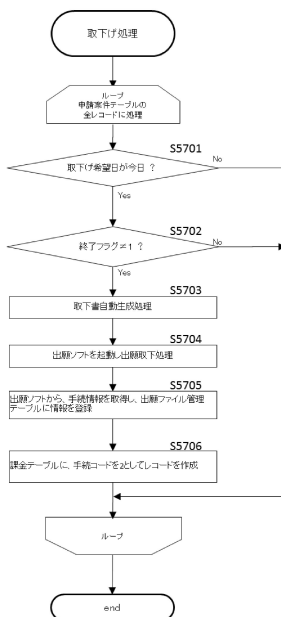 取下げ処理
ループ
申請案件テーブルの
全レコードに処理
S5701
取下げ希望日が今日 ?
No
Yes
S5702
終了フラグ≠1 ?
No
Yes
S5703
取下書自動生成処理
S5704
出願ソフトを起動し出願取下処理
S5705
出願ソフトから、手続情報を取得し、出願ファイル管理
テーブルに情報を登録
S5706
課金テーブルに、手続コードを2としてレコードを作成
ループ
end